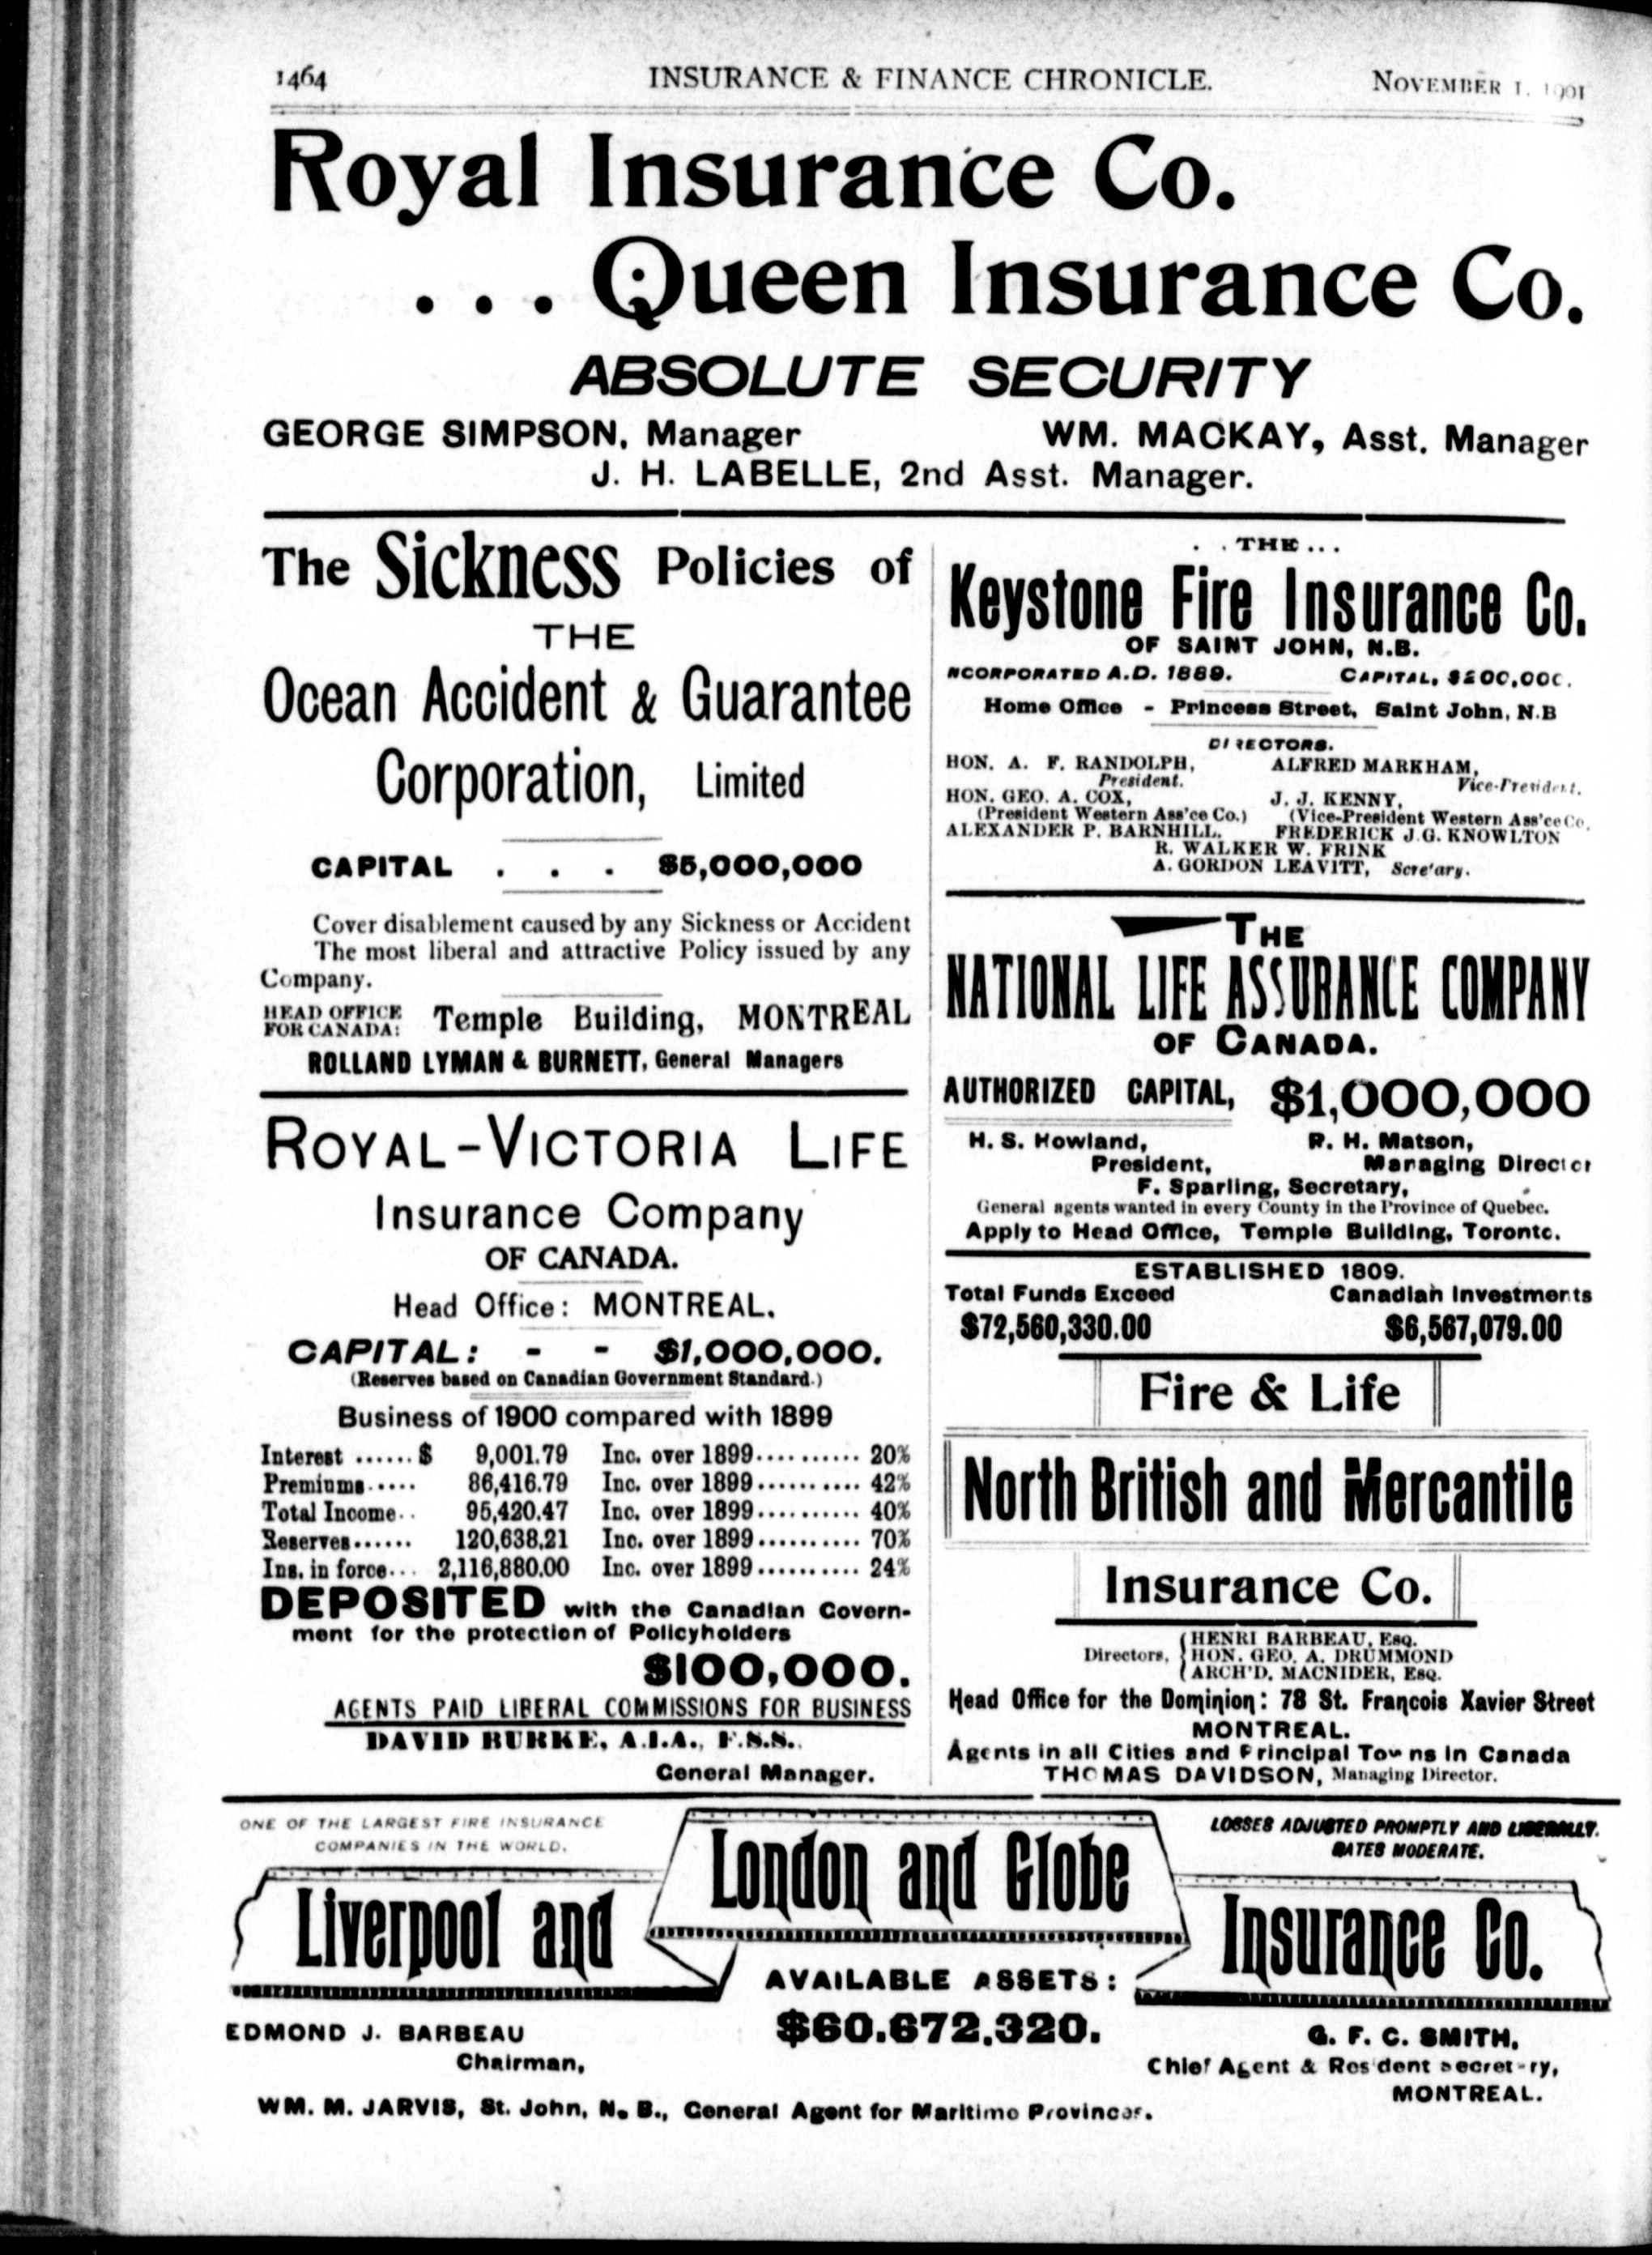 1464 INSURANCE & FINANCE CHRONICLE. NOVEMBER 1, 1901
Royal Insurance Co.
... Queen Insurance Co.
ABSOLUTE SECURITY
GEORGE SIMPSON, Manager WM. MACKAY, Asst. Manager
J. H. LABELLE, 2nd Asst. Manager.
The Sickness Policies of
THE
Ocean Accident & Guarantee
Corporation, Limited
CAPITAL . . . $5,000,000
Cover disablement caused by any Sickness or Accident
The most liberal and attractive Policy issued by any
Company.
HEAD OFFICE
FOR CANADA: Temple Building, MONTREAL
ROLLAND LYMAN & BURNETT, General Managers
ROYAL-VICTORIA LIFE
Insurance Company
OF CANADA.
Head Office: MONTREAL.
CAPITAL: - - $1,000,000.
(Reserves based on Canadian Government Standard.)
Business of 1900 compared with 1899
Interest ...... $ 9,001.79 Inc. over 1899.......... 20%
Premiums..... 86,416.79 Inc. over 1899.......... 42%
Total Income.. 95,420.47 Inc. over 1899.......... 40%
Reserves...... 120,638.21 Inc. over 1899.......... 70%
Ins. in force... 2,116,880.00 Inc. over 1899.......... 24%
DEPOSITED with the Canadian Govern-
ment for the protection of Policyholders
$100,000.
AGENTS PAID LIBERAL COMMISSIONS FOR BUSINESS
DAVID BURKE, A.I.A., F.S.S.,
General Manager.
. . THE ...
Keystone Fire Insurance Co.
OF SAINT JOHN, N.B.
NCORPORATED A.D. 1889. CAPITAL, $200,000.
Home Office - Princess Street, Saint John, N.B
DIRECTORS.
HON. A. F. RANDOLPH, ALFRED MARKHAM,
President. Vice-President.
HON. GEO. A. COX, J. J. KENNY,
(President Western Ass'ce Co.) (Vice-President Western Ass'ce Co.
ALEXANDER P. BARNHILL. FREDERICK J.G. KNOWLTON
R. WALKER W. FRINK
A. GORDON LEAVITT, Secretary.
THE
NATIONAL LIFE ASSURANCE COMPANY
OF CANADA.
AUTHORIZED CAPITAL, $1,000,000
H. S. Howland, R. H. Matson,
President, Managing Director
F. Sparling, Secretary,
General agents wanted in every County in the Province of Quebec.
Apply to Head Office, Temple Building, Toronto.
ESTABLISHED 1809.
Total Funds Exceed Canadian Investments
$72,560,330.00 $6,567,079.00
Fire & Life
North British and Mercantile
Insurance Co.
HENRI BARBEAU, ESQ.
Directors, HON. GEO. A. DRUMMOND
ARCH'D. MACNIDER, ESQ.
Head Office for the Dominion: 78 St. François Xavier Street
MONTREAL.
Agents in all Cities and Principal Towns in Canada
THOMAS DAVIDSON, Managing Director.
ONE OF THE LARGEST FIRE INSURANCE
COMPANIES IN THE WORLD.
LOSSES ADJUSTED PROMPTLY AND LIBERALLY.
RATES MODERATE.
Liverpool and London and Globe Insurance Co.
AVAILABLE ASSETS:
$60,672,320.
EDMOND J. BARBEAU
Chairman,
G. F. C. SMITH,
Chief Agent & Resident Secretary,
MONTREAL.
WM. M. JARVIS, St. John, N. B., General Agent for Maritime Provinces.